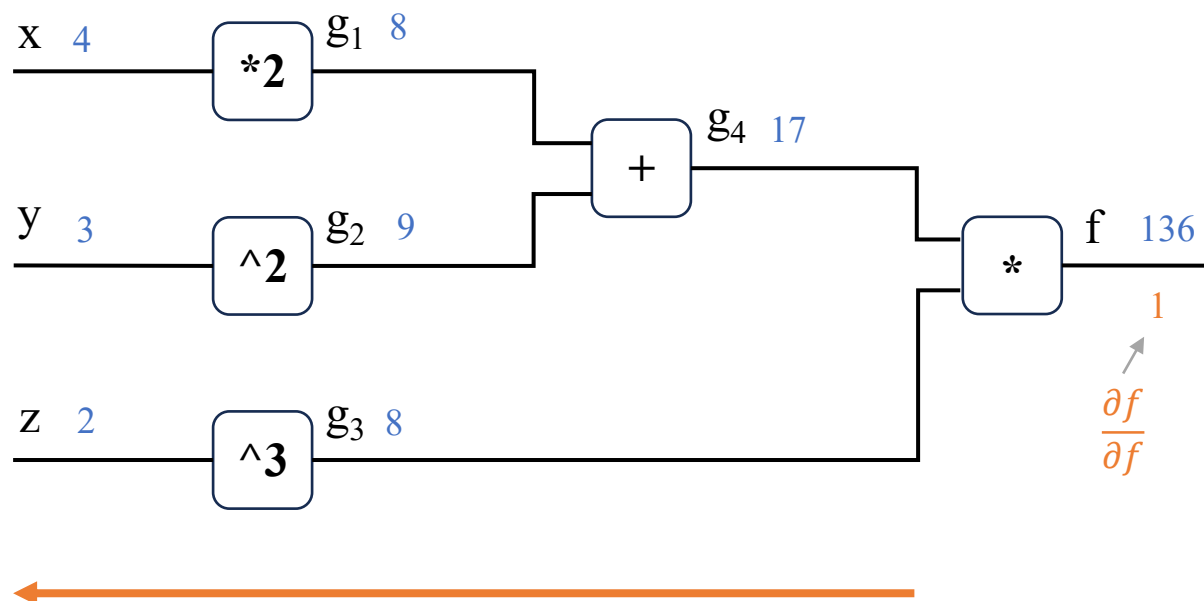 x 4 *2 g₁ 8
+ g₄ 17
y 3 ^2 g₂ 9
* f 136
1
∂f
∂f
z 2 ^3 g₃ 8